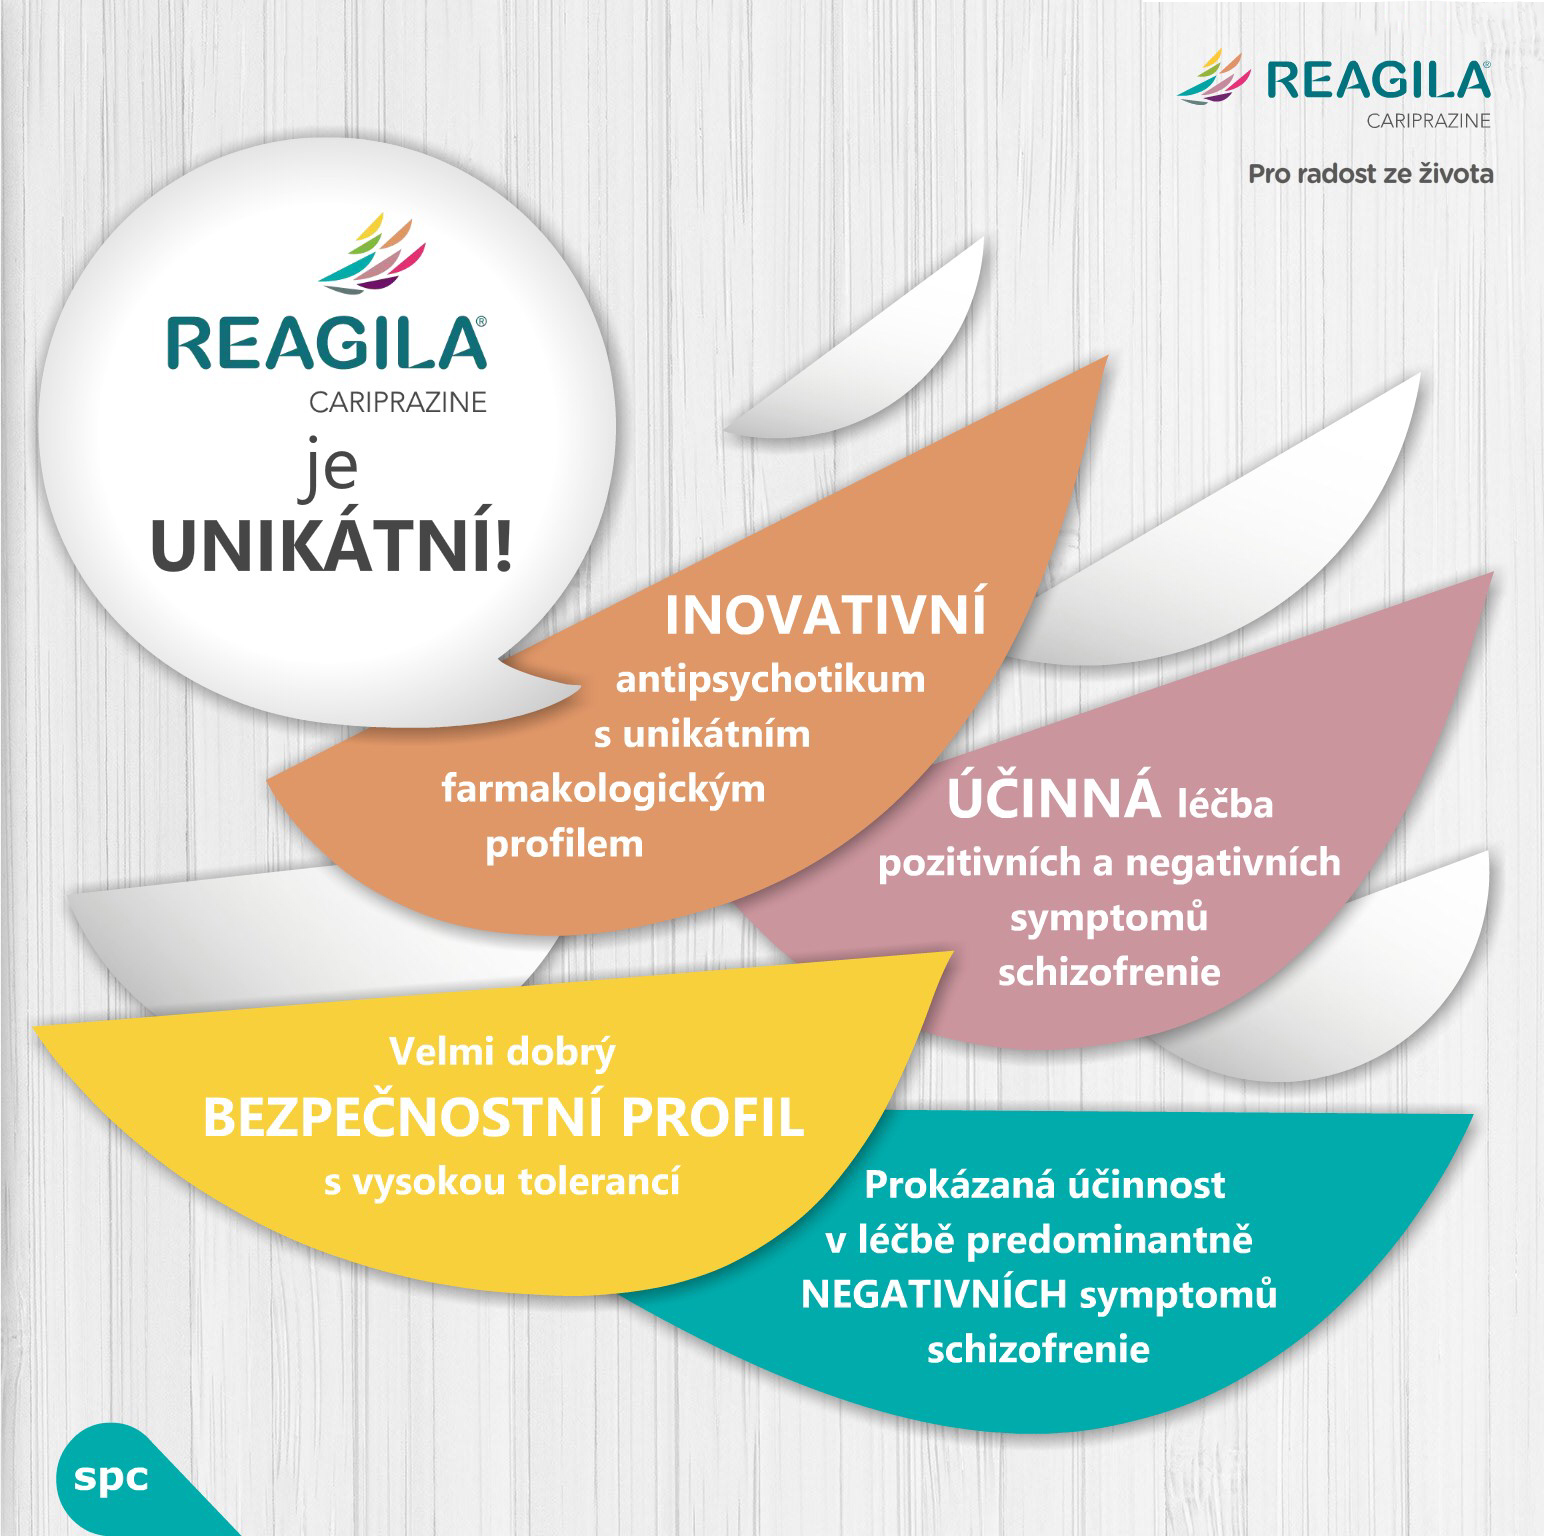 REAGILA®
CARIPRAZINE
Pro radost ze života
REAGILA®
CARIPRAZINE
je
UNIKÁTNÍ!
INOVATIVNÍ
antipsychotikum
s unikátním
farmakologickým
profilem
ÚČINNÁ léčba
pozitivních a negativních
symptomů
schizofrenie
Velmi dobrý
BEZPEČNOSTNÍ PROFIL
s vysokou tolerancí
Prokázaná účinnost
v léčbě predominantně
NEGATIVNÍCH symptomů
schizofrenie
spc